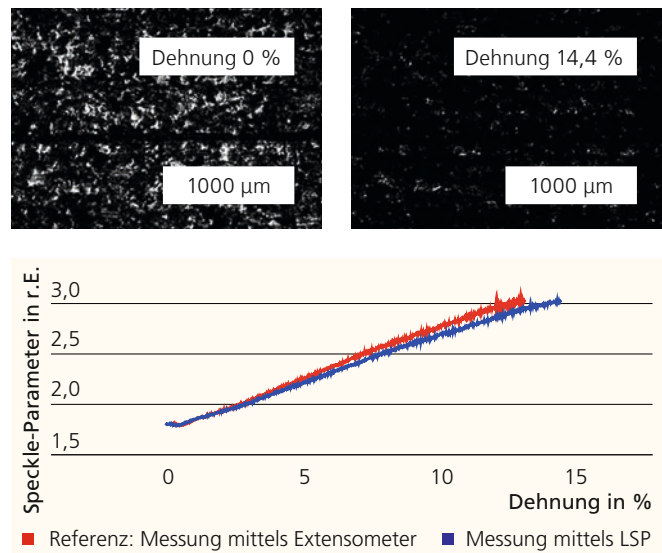 Dehnung 0 %
1000 µm
Dehnung 14,4 %
1000 µm
Speckle-Parameter in r.E.
3,0
2,5
2,0
1,5
0 5 10 15
Dehnung in %
Referenz: Messung mittels Extensometer Messung mittels LSP